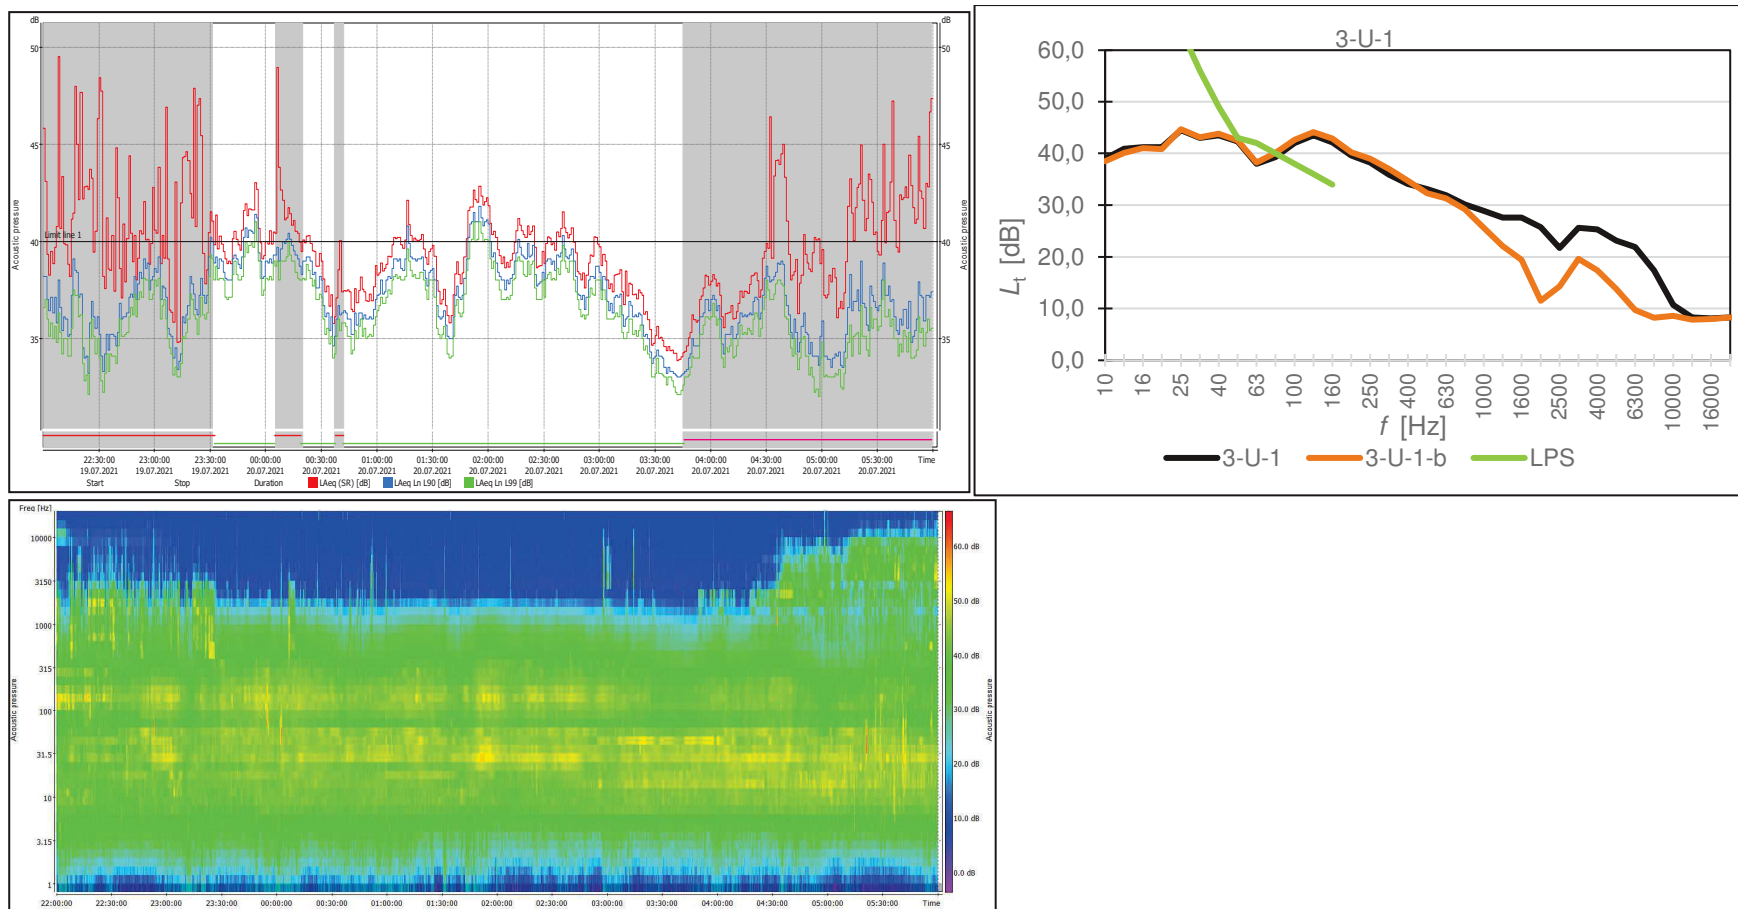 dB
dB
50
50
45
45
Limit line 1
40
40
35
35
Acoustic pressure
Acoustic pressure
22:30:00 23:00:00 23:30:00 00:00:00 00:30:00 01:00:00 01:30:00 02:00:00 02:30:00 03:00:00 03:30:00 04:00:00 04:30:00 05:00:00 05:30:00 Time
19.07.2021 19.07.2021 19.07.2021 20.07.2021 20.07.2021 20.07.2021 20.07.2021 20.07.2021 20.07.2021 20.07.2021 20.07.2021 20.07.2021 20.07.2021 20.07.2021 20.07.2021
Start Stop Duration LAeq (SR) [dB] LAeq Ln L90 [dB] LAeq Ln L99 [dB]
3-U-1
60,0
50,0
40,0
30,0
20,0
10,0
0,0
Lt [dB]
10 16 25 40 63 100 160 250 400 630 1000 1600 2500 4000 6300 10000 16000
f [Hz]
3-U-1 3-U-1-b LPS
Freq [Hz]
10000
3150
1000
315
100
31.5
10
3.15
1
Acoustic pressure
60.0 dB
50.0 dB
40.0 dB
30.0 dB
20.0 dB
10.0 dB
0.0 dB
Acoustic pressure
22:00:00 22:30:00 23:00:00 23:30:00 00:00:00 00:30:00 01:00:00 01:30:00 02:00:00 02:30:00 03:00:00 03:30:00 04:00:00 04:30:00 05:00:00 05:30:00 Time